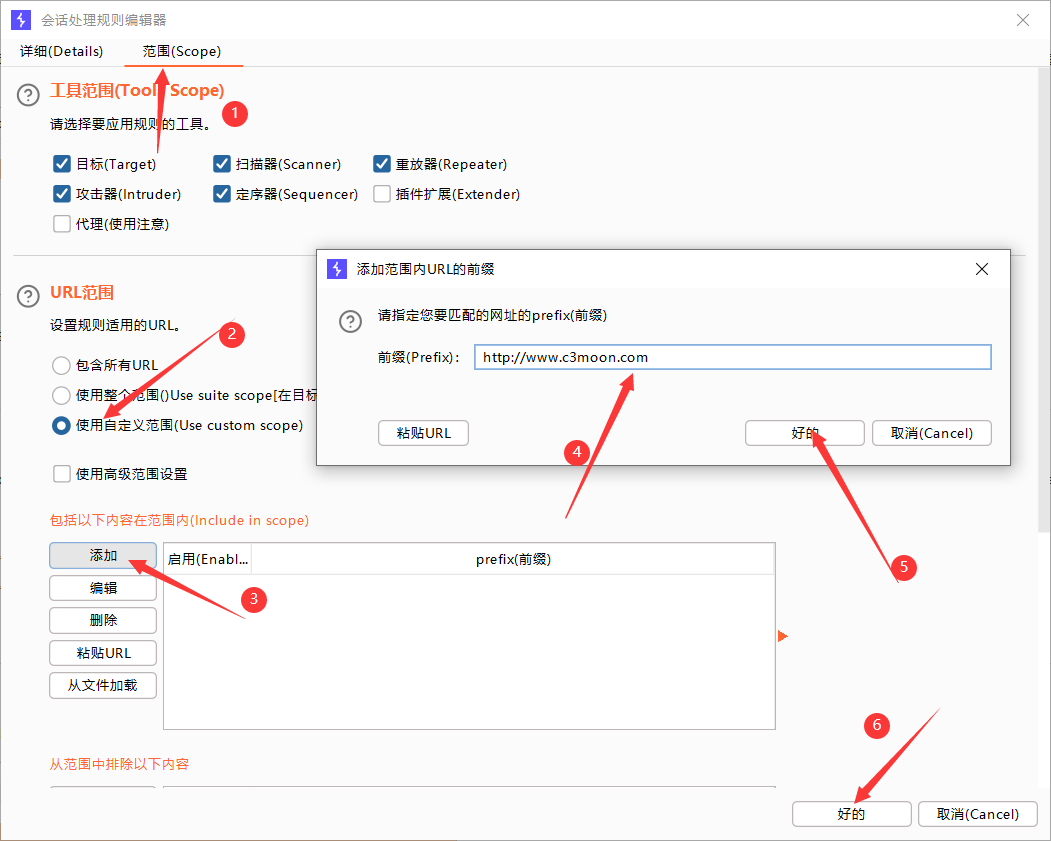 会话处理规则编辑器
详细(Details) 范围(Scope)
工具范围(Tool Scope)
1
请选择要应用规则的工具。
目标(Target) 扫描器(Scanner) 重放器(Repeater)
攻击器(Intruder) 定序器(Sequencer) 插件扩展(Extender)
代理(使用注意)
URL范围
设置规则适用的URL。
2
包含所有URL
使用整个范围()Use suite scope[在目标
使用自定义范围(Use custom scope)
使用高级范围设置
添加范围内URL的前缀
请指定您要匹配的网址的prefix(前缀)
前缀(Prefix): http://www.c3moon.com
粘贴URL 好的 取消(Cancel)
4
5
包括以下内容在范围内(Include in scope)
添加 启用(Enabl... prefix(前缀)
编辑
3
删除
粘贴URL
从文件加载
从范围中排除以下内容
6
好的 取消(Cancel)